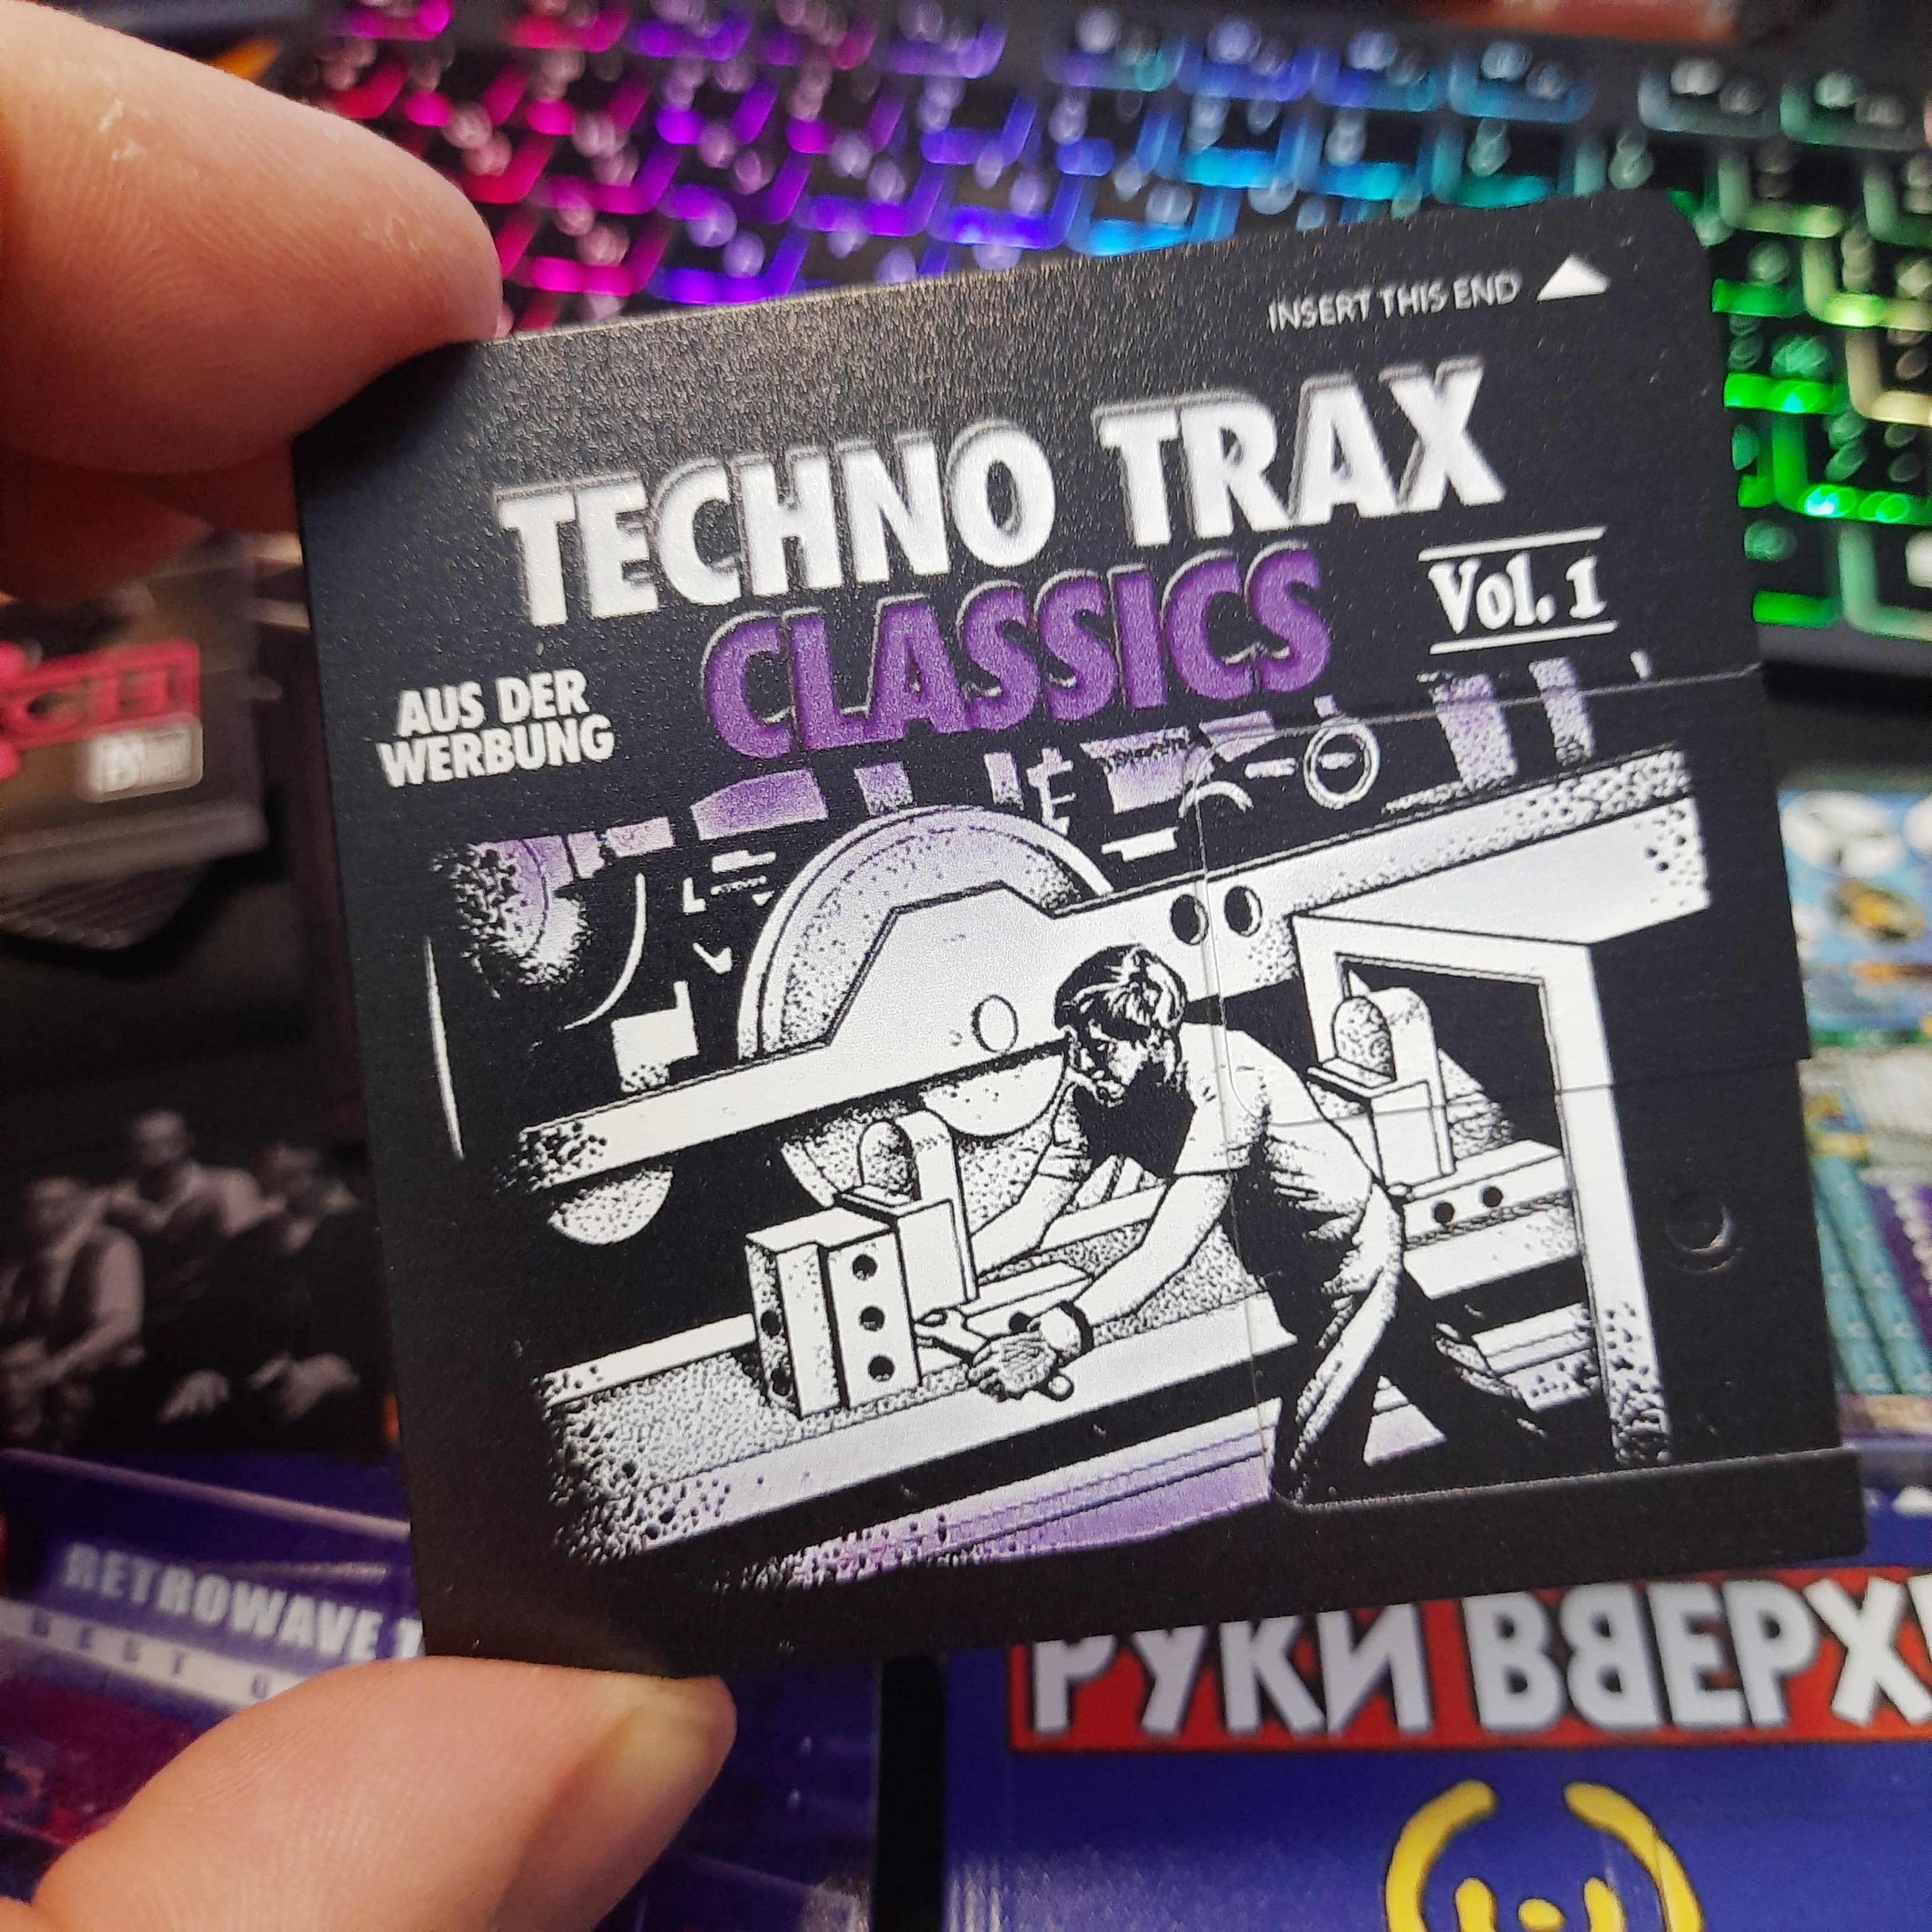 INSERT THIS END
TECHNO TRAX
CLASSICS
Vol. 1
AUS DER
WERBUNG
RETROWAVE
РУКИ ВВЕРХ